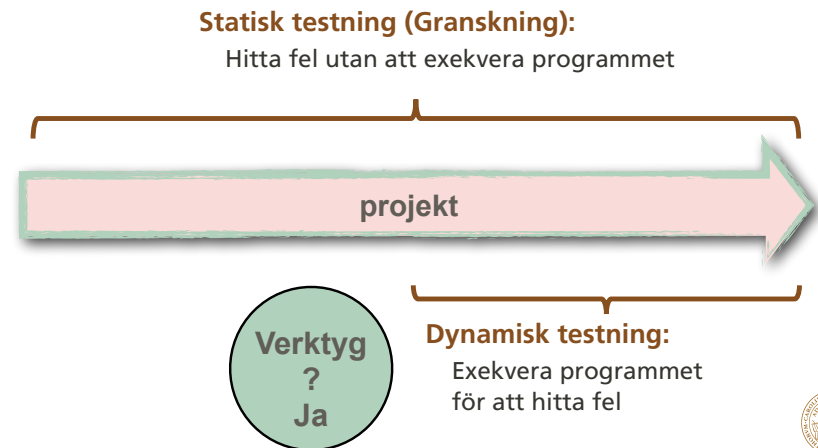 Statisk testning (Granskning):
Hitta fel utan att exekvera programmet
projekt
Verktyg
?
Ja
Dynamisk testning:
Exekvera programmet
för att hitta fel